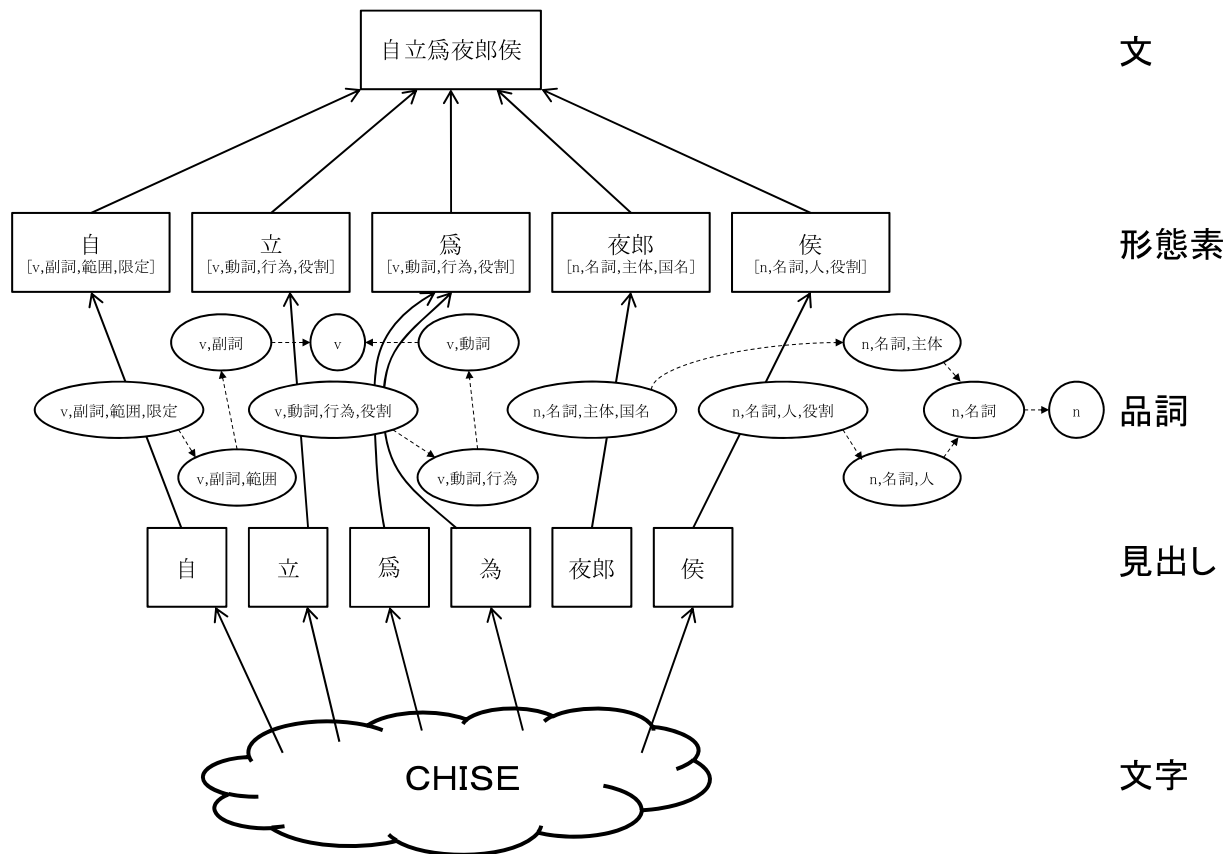 自立爲夜郎侯
文
自
[v,副詞,範囲,限定]
立
[v,動詞,行為,役割]
爲
[v,動詞,行為,役割]
夜郎
[n,名詞,主体,国名]
侯
[n,名詞,人,役割]
形態素
v,副詞
v
v,動詞
n,名詞,主体
v,副詞,範囲,限定
v,動詞,行為,役割
n,名詞,主体,国名
n,名詞,人,役割
n,名詞
n
品詞
v,副詞,範囲
v,動詞,行為
n,名詞,人
自
立
爲
為
夜郎
侯
見出し
CHISE
文字